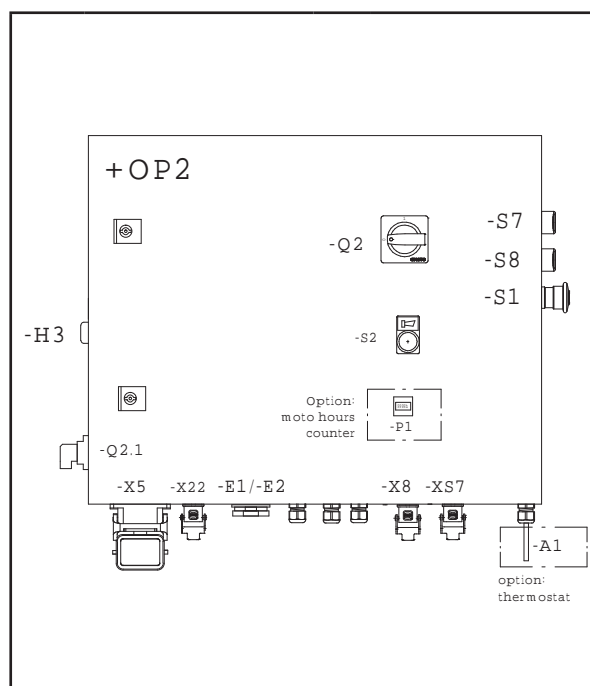 +OP2
-S7
-Q2
-S8
-S1
-H3
-S2
Option:
moto hours
counter
-P1
-Q2.1
-X5
-X22
-E1/-E2
-X8
-XS7
-A1
option:
thermostat